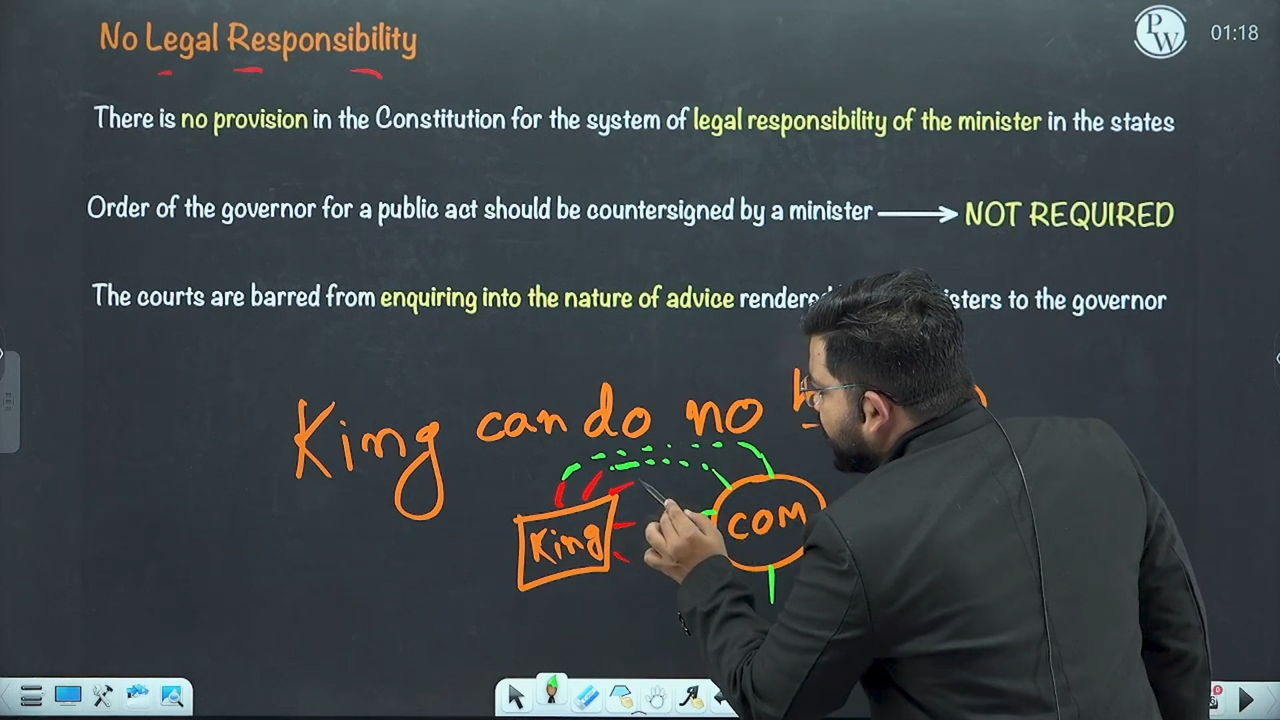 No Legal Responsibility
PW
01:18
There is no provision in the Constitution for the system of legal responsibility of the minister in the states
Order of the governor for a public act should be countersigned by a minister → NOT REQUIRED
The courts are barred from enquiring into the nature of advice to the governor
King can do no
King
COM